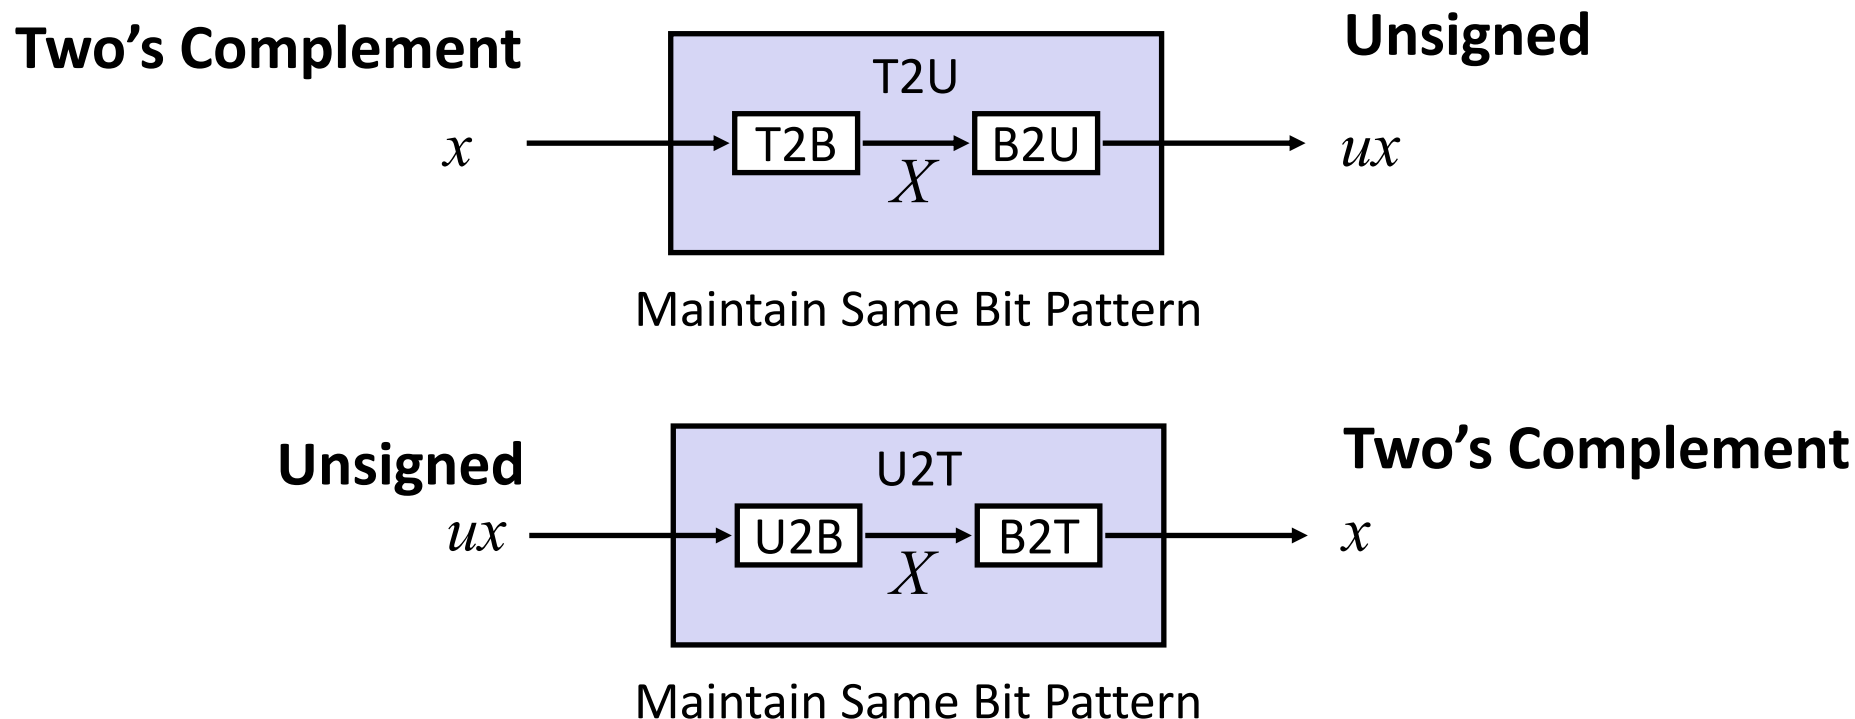 Two’s Complement
Unsigned
T2U
x
T2B
X
B2U
ux
Maintain Same Bit Pattern
Unsigned
Two’s Complement
U2T
ux
U2B
X
B2T
x
Maintain Same Bit Pattern